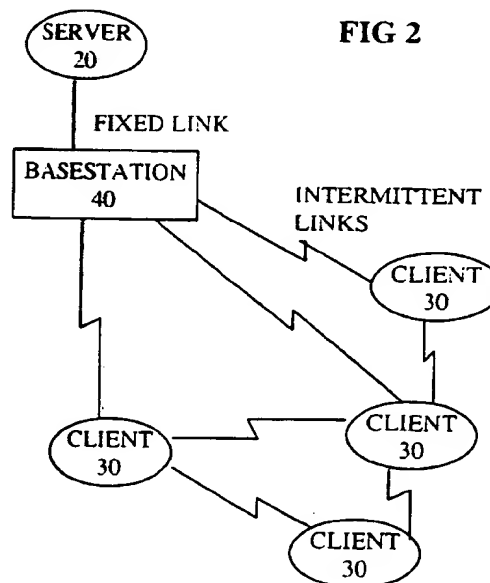 FIG 2
SERVER
20
FIXED LINK
BASESTATION
40
INTERMITTENT
LINKS
CLIENT
30
CLIENT
30
CLIENT
30
CLIENT
30